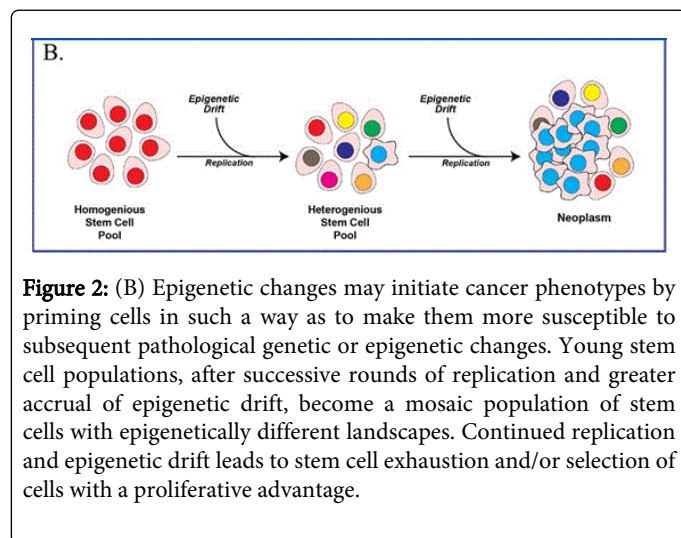 B.
Epigenetic
Drift
Epigenetic
Drift
Replication
Replication
Homogenious
Stem Cell
Pool
Heterogenious
Stem Cell
Pool
Neoplasm
Figure 2: (B) Epigenetic changes may initiate cancer phenotypes by
priming cells in such a way as to make them more susceptible to
subsequent pathological genetic or epigenetic changes. Young stem
cell populations, after successive rounds of replication and greater
accrual of epigenetic drift, become a mosaic population of stem
cells with epigenetically different landscapes. Continued replication
and epigenetic drift leads to stem cell exhaustion and/or selection of
cells with a proliferative advantage.